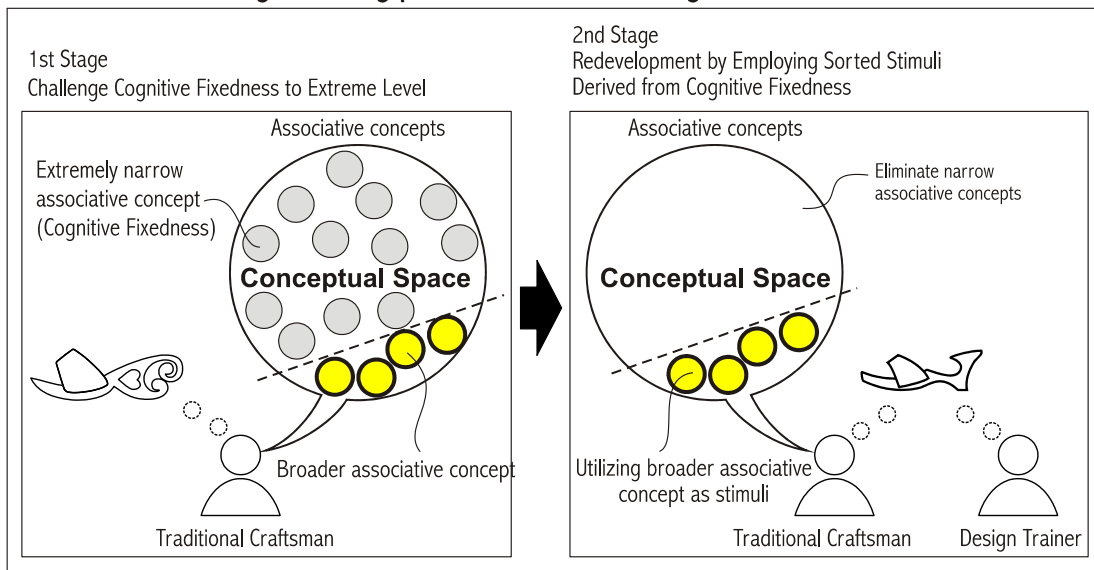 1st Stage
Challenge Cognitive Fixedness to Extreme Level
Associative concepts
Extremely narrow
associative concept
(Cognitive Fixedness)
Conceptual Space
Broader associative concept
Traditional Craftsman
2nd Stage
Redevelopment by Employing Sorted Stimuli
Derived from Cognitive Fixedness
Associative concepts
Eliminate narrow
associative concepts
Conceptual Space
Utilizing broader associative
concept as stimuli
Traditional Craftsman
Design Trainer